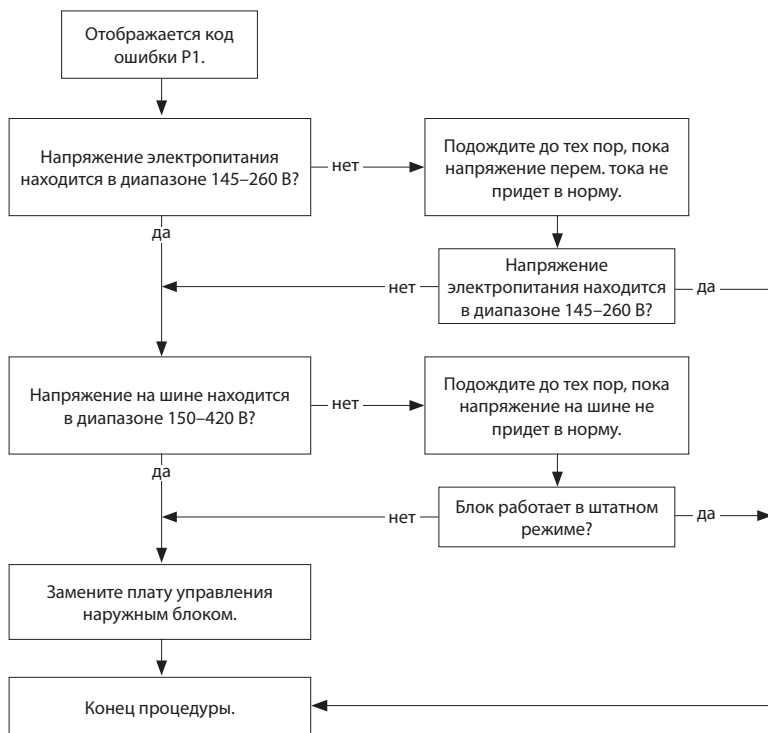 Отображается код
ошибки P1.
Напряжение электропитания
находится в диапазоне 145–260 В?
нет
Подождите до тех пор, пока
напряжение перем. тока не
придет в норму.
да
нет
Напряжение
электропитания находится
в диапазоне 145–260 В?
да
Напряжение на шине находится
в диапазоне 150–420 В?
нет
Подождите до тех пор, пока
напряжение на шине не
придет в норму.
да
нет
Блок работает в штатном
режиме?
да
Замените плату управления
наружным блоком.
Конец процедуры.